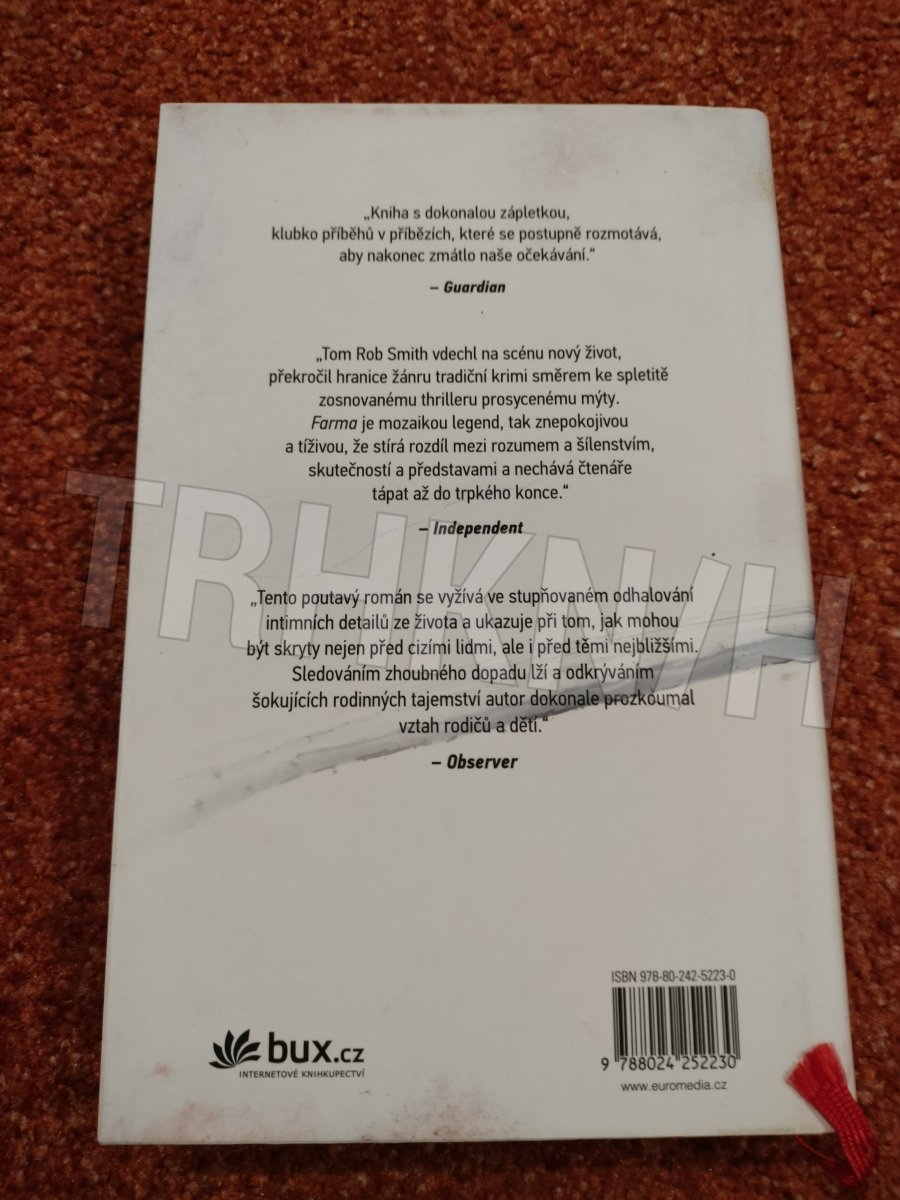 „Kniha s dokonalou zápletkou,
klubko příběhů v příbězích, které se postupně rozmotává,
aby nakonec zmátlo naše očekávání.“
– Guardian
„Tom Rob Smith vdechl na scénu nový život,
překročil hranice žánru tradiční krimi směrem ke spletitě
zosnovanému thrilleru prosycenému mýty.
Farma je mozaikou legend, tak znepokojivou
a tíživou, že stírá rozdíl mezi rozumem a šílenstvím,
skutečností a představami a nechává čtenáře
tápat až do trpkého konce.“
– Independent
TRHKNIH
„Tento poutavý román se vyžívá ve stupňovaném odhalování
intimních detailů ze života a ukazuje při tom, jak mohou
být skryty nejen před cizími lidmi, ale i před těmi nejbližšími.
Sledováním zhoubného dopadu lží a odkrýváním
šokujících rodinných tajemství autor dokonale prozkoumal
vztah rodičů a dětí.“
– Observer
ISBN 978-80-242-5223-0
9 788024 252230
www.euromedia.cz
bux.cz
INTERNETOVÉ KNIHKUPECTVÍ